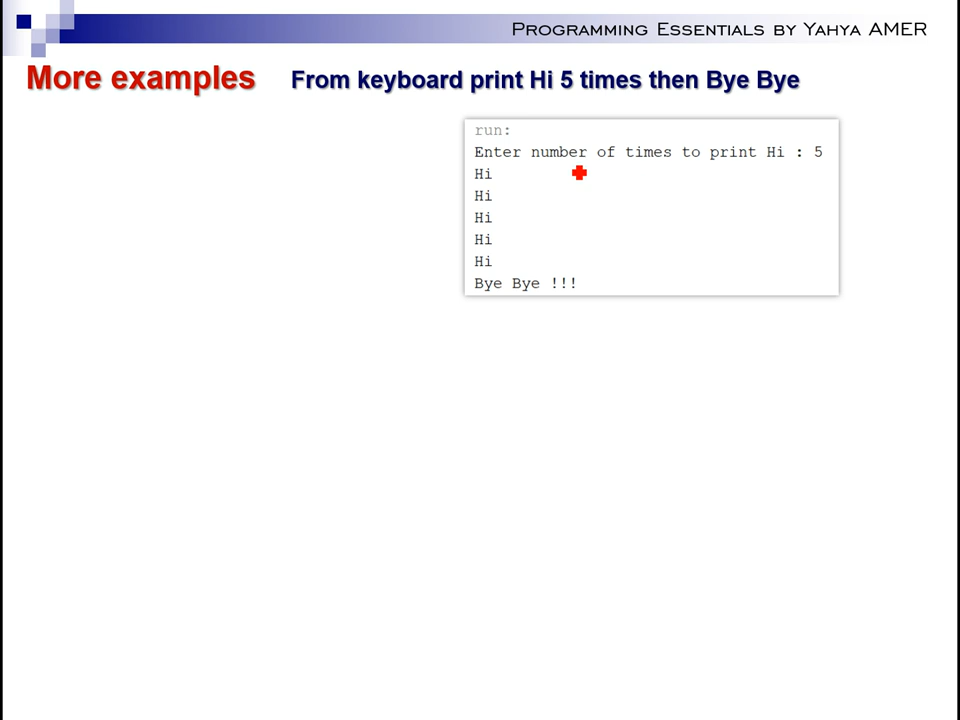 Programming Essentials by Yahya AMER
More examples From keyboard print Hi 5 times then Bye Bye
run:
Enter number of times to print Hi : 5
Hi
Hi
Hi
Hi
Hi
Bye Bye !!!